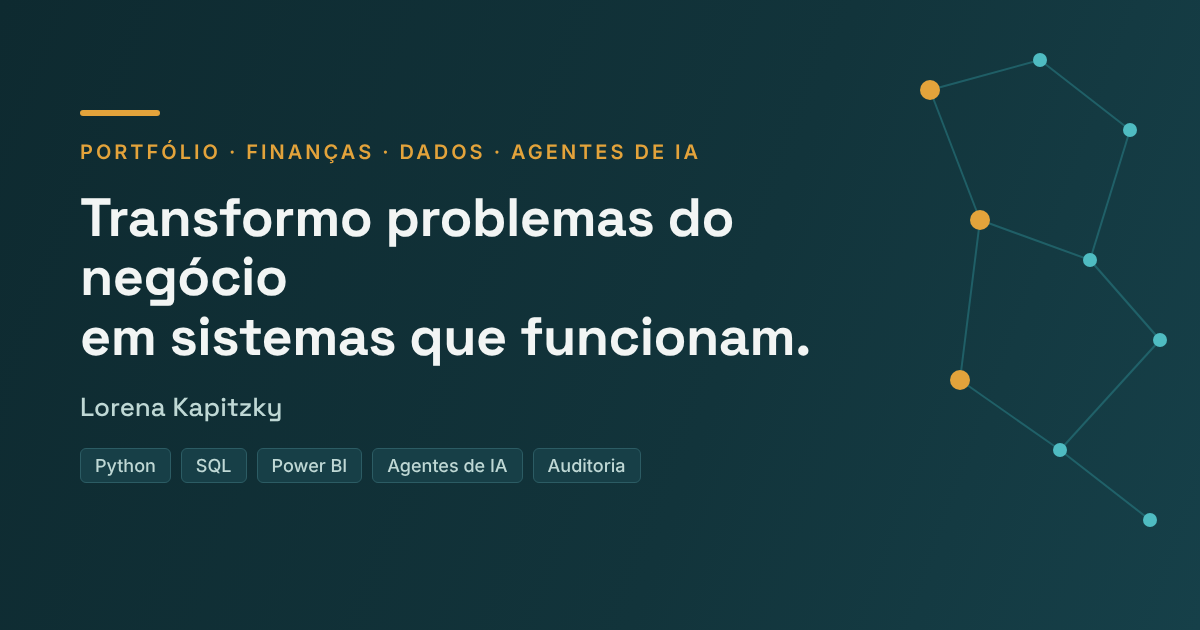 PORTFÓLIO · FINANÇAS · DADOS · AGENTES DE IA
Transformo problemas do
negócio
em sistemas que funcionam.
Lorena Kapitzky
Python
SQL
Power BI
Agentes de IA
Auditoria